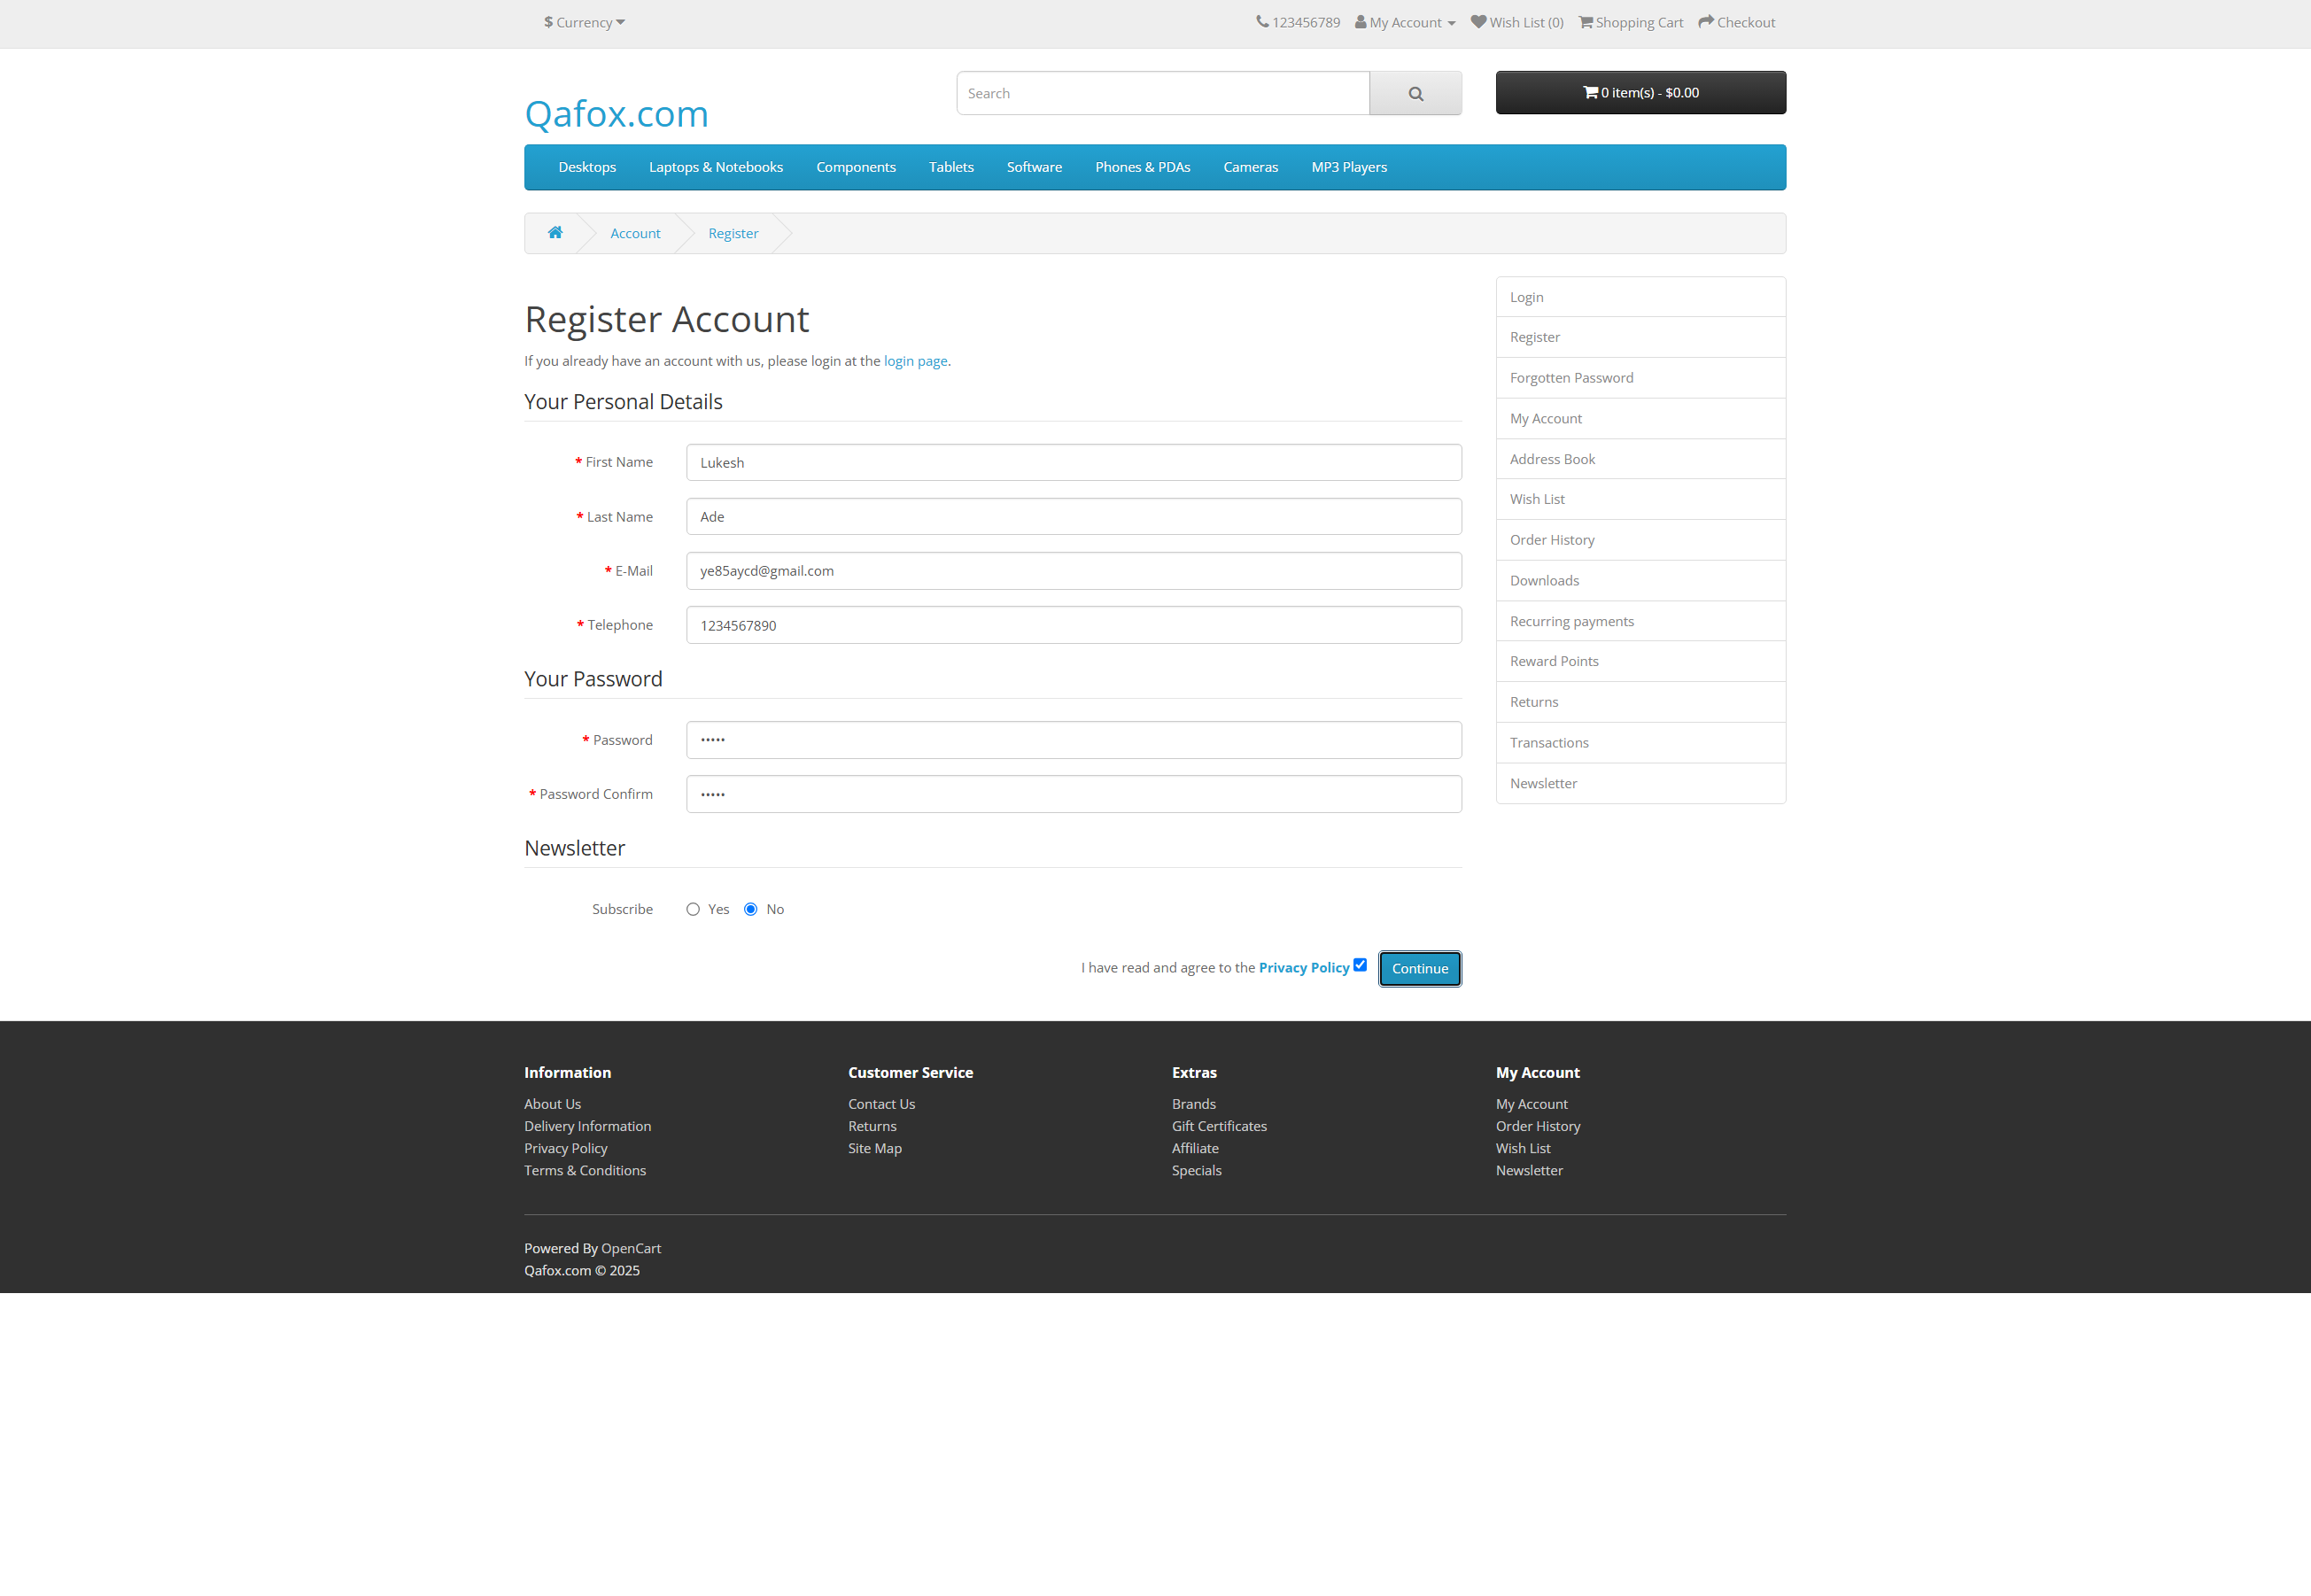 $ Currency
123456789 My Account Wish List (0) Shopping Cart Checkout
Qafox.com
Search
0 item(s) - $0.00
Desktops Laptops & Notebooks Components Tablets Software Phones & PDAs Cameras MP3 Players
Account Register
Register Account
If you already have an account with us, please login at the login page.
Your Personal Details
* First Name Lukesh
* Last Name Ade
* E-Mail ye85aycd@gmail.com
* Telephone 1234567890
Your Password
* Password •••••
* Password Confirm •••••
Newsletter
Subscribe Yes No
I have read and agree to the Privacy Policy Continue
Login
Register
Forgotten Password
My Account
Address Book
Wish List
Order History
Downloads
Recurring payments
Reward Points
Returns
Transactions
Newsletter
Information
About Us
Delivery Information
Privacy Policy
Terms & Conditions
Customer Service
Contact Us
Returns
Site Map
Extras
Brands
Gift Certificates
Affiliate
Specials
My Account
My Account
Order History
Wish List
Newsletter
Powered By OpenCart
Qafox.com © 2025